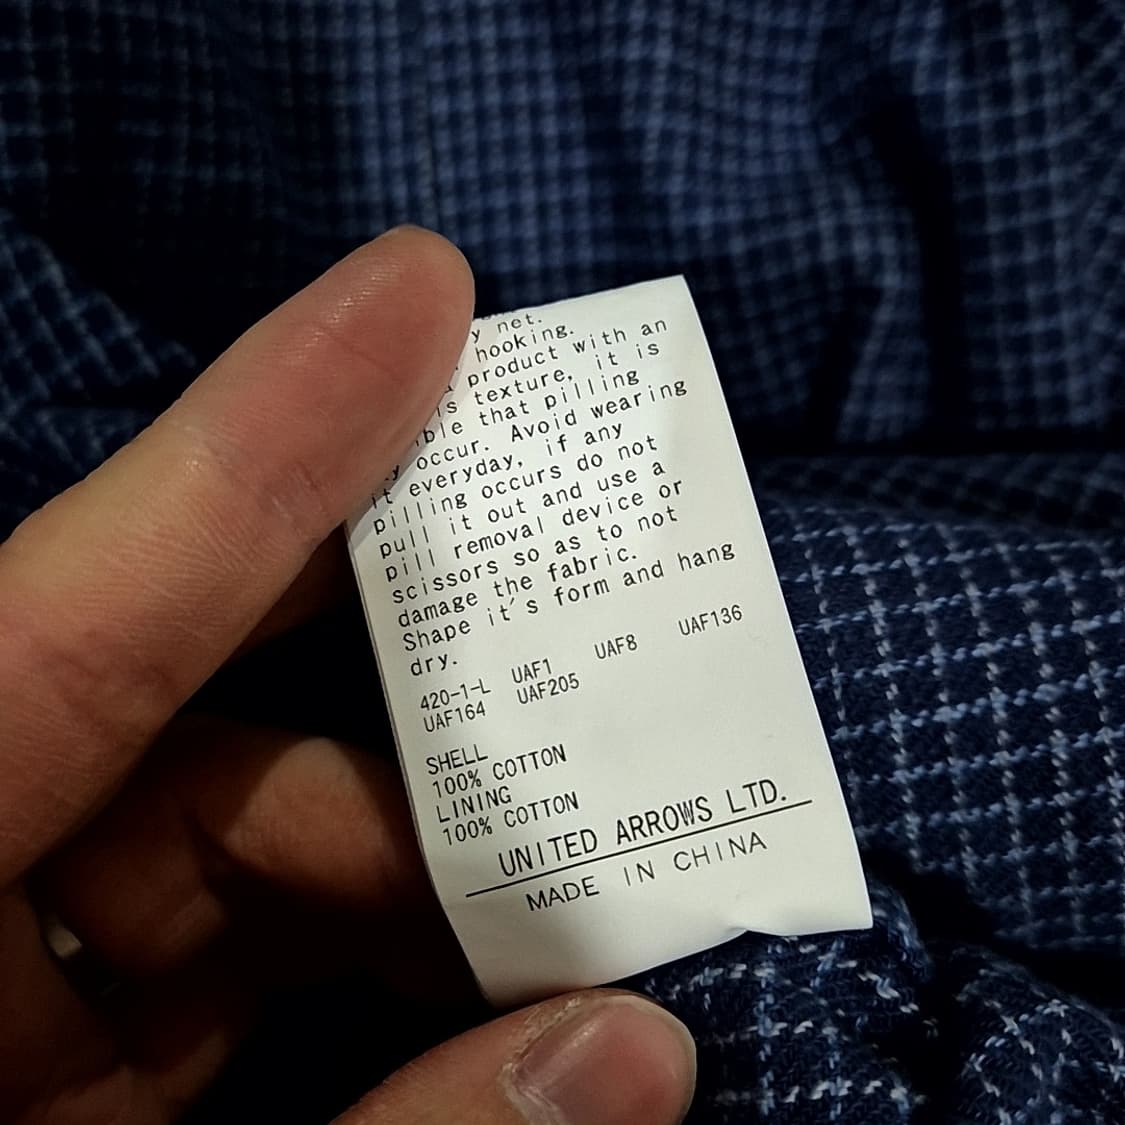 net.
hooking.
product with an
texture, it is
that pilling
occur. Avoid wearing
it everyday, if any
pilling occurs do not
pull it out and use a
pill removal device or
scissors so as to not
damage the fabric.
Shape it's form and hang
dry.
420-1-L UAF1 UAF8 UAF136
UAF164 UAF205
SHELL
100% COTTON
LINING
100% COTTON
UNITED ARROWS LTD.
MADE IN CHINA